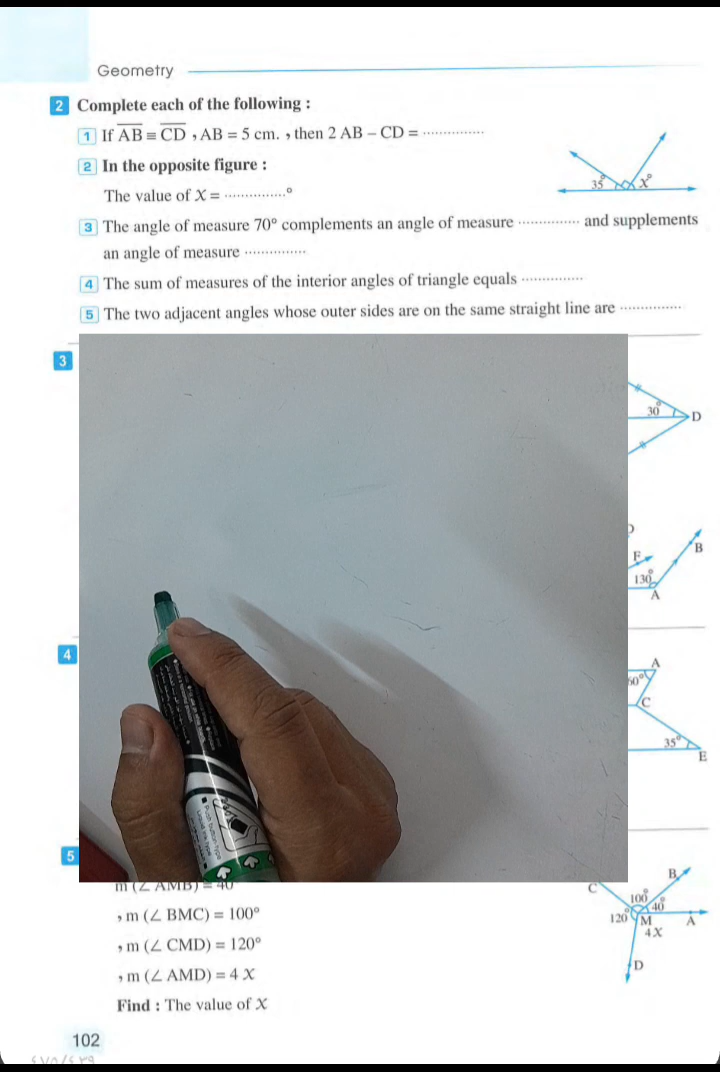 Geometry
2 Complete each of the following :
1 If AB ≡ CD , AB = 5 cm. , then 2 AB – CD = ...............
2 In the opposite figure :
The value of X = ...............°
35° X°
3 The angle of measure 70° complements an angle of measure ............... and supplements
an angle of measure ...............
4 The sum of measures of the interior angles of triangle equals ...............
5 The two adjacent angles whose outer sides are on the same straight line are ...............
3
30° D
F B
130°
A
4
A
C
35°
E
5
m (∠ AMB) = 40°
, m (∠ BMC) = 100°
, m (∠ CMD) = 120°
, m (∠ AMD) = 4 X
Find : The value of X
C B
100° 40°
120° M A
4X
D
102